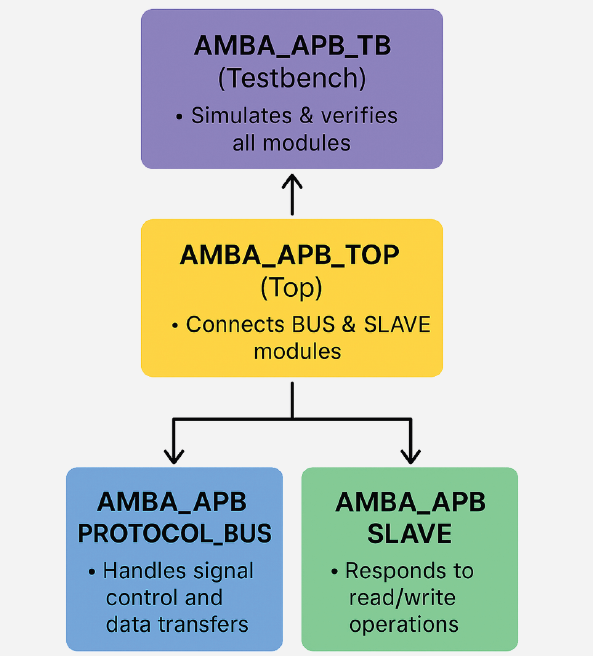 AMBA_APB_TB
(Testbench)
• Simulates & verifies
all modules
AMBA_APB_TOP
(Top)
• Connects BUS & SLAVE
modules
AMBA_APB
PROTOCOL_BUS
• Handles signal
control and
data transfers
AMBA_APB
SLAVE
• Responds to
read/write
operations